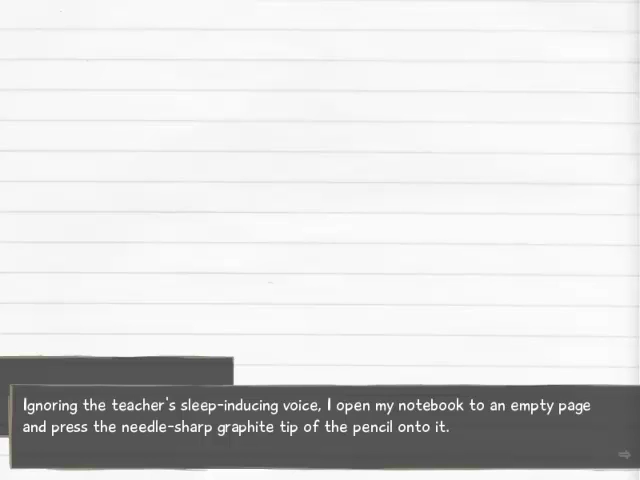 Ignoring the teacher's sleep-inducing voice, I open my notebook to an empty page
and press the needle-sharp graphite tip of the pencil onto it.